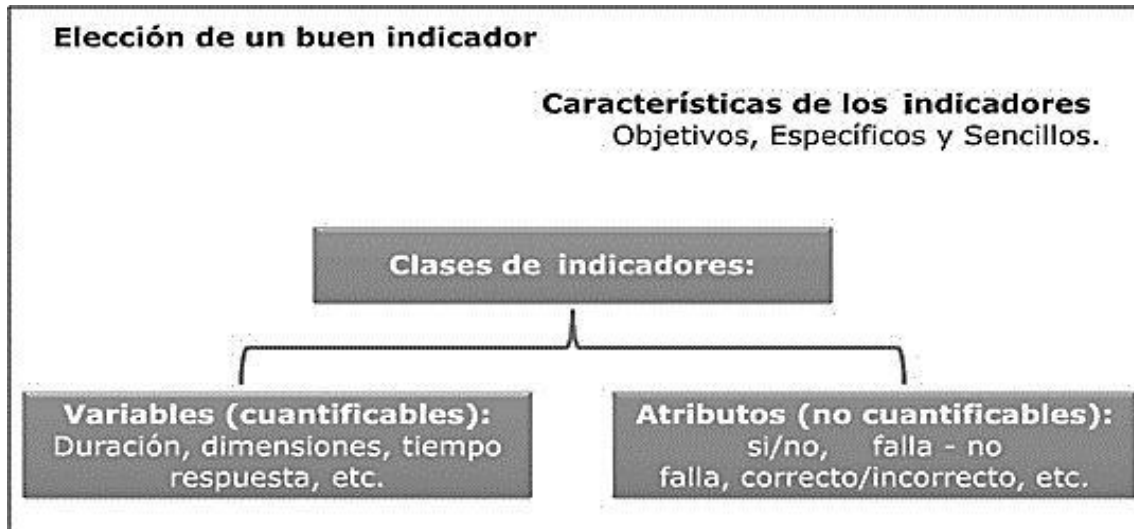 Elección de un buen indicador
Características de los indicadores
Objetivos, Específicos y Sencillos.
Clases de indicadores:
Variables (cuantificables):
Duración, dimensiones, tiempo
respuesta, etc.
Atributos (no cuantificables):
si/no, falla - no
falla, correcto/incorrecto, etc.